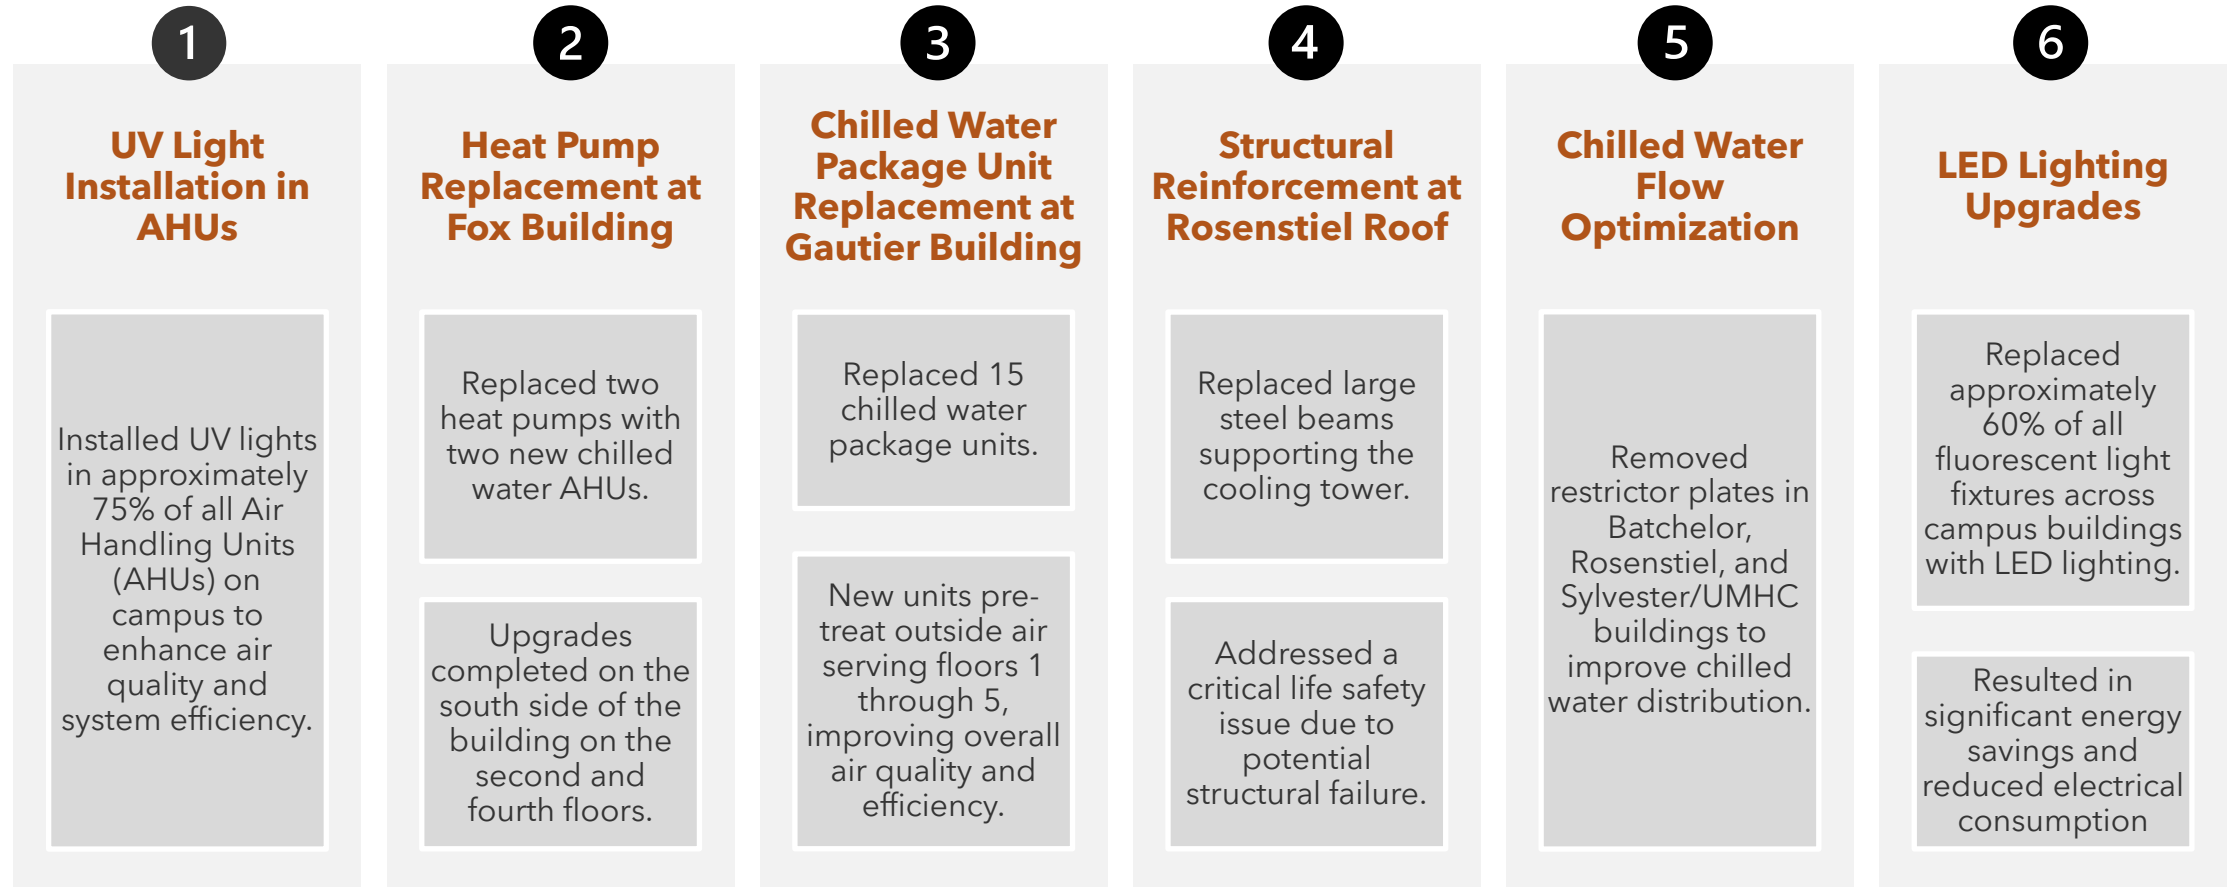 1
UV Light
Installation in
AHUs
Installed UV lights
in approximately
75% of all Air
Handling Units
(AHUs) on
campus to
enhance air
quality and
system efficiency.
2
Heat Pump
Replacement at
Fox Building
Replaced two
heat pumps with
two new chilled
water AHUs.
Upgrades
completed on the
south side of the
building on the
second and
fourth floors.
3
Chilled Water
Package Unit
Replacement at
Gautier Building
Replaced 15
chilled water
package units.
New units pre-
treat outside air
serving floors 1
through 5,
improving overall
air quality and
efficiency.
4
Structural
Reinforcement at
Rosenstiel Roof
Replaced large
steel beams
supporting the
cooling tower.
Addressed a
critical life safety
issue due to
potential
structural failure.
5
Chilled Water
Flow
Optimization
Removed
restrictor plates in
Batchelor,
Rosenstiel, and
Sylvester/UMHC
buildings to
improve chilled
water distribution.
6
LED Lighting
Upgrades
Replaced
approximately
60% of all
fluorescent light
fixtures across
campus buildings
with LED lighting.
Resulted in
significant energy
savings and
reduced electrical
consumption